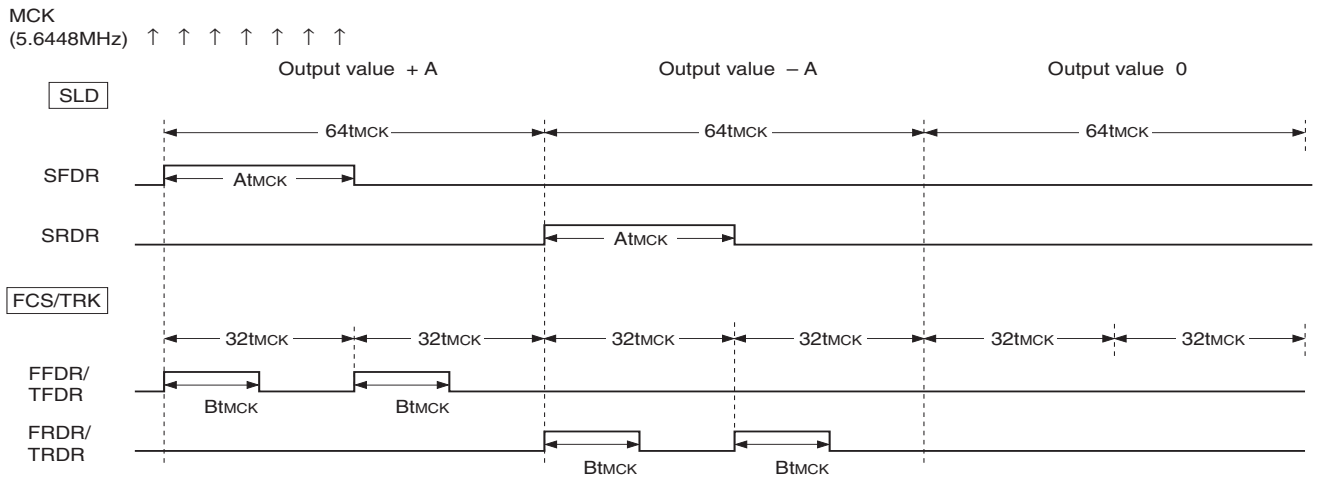 MCK
(5.6448MHz) ↑ ↑ ↑ ↑ ↑ ↑ ↑
Output value + A Output value – A Output value 0
SLD
64tMCK 64tMCK 64tMCK
SFDR
AtMCK
SRDR
AtMCK
FCS/TRK
32tMCK 32tMCK 32tMCK 32tMCK 32tMCK 32tMCK
FFDR/
TFDR
BtMCK BtMCK
FRDR/
TRDR
BtMCK BtMCK